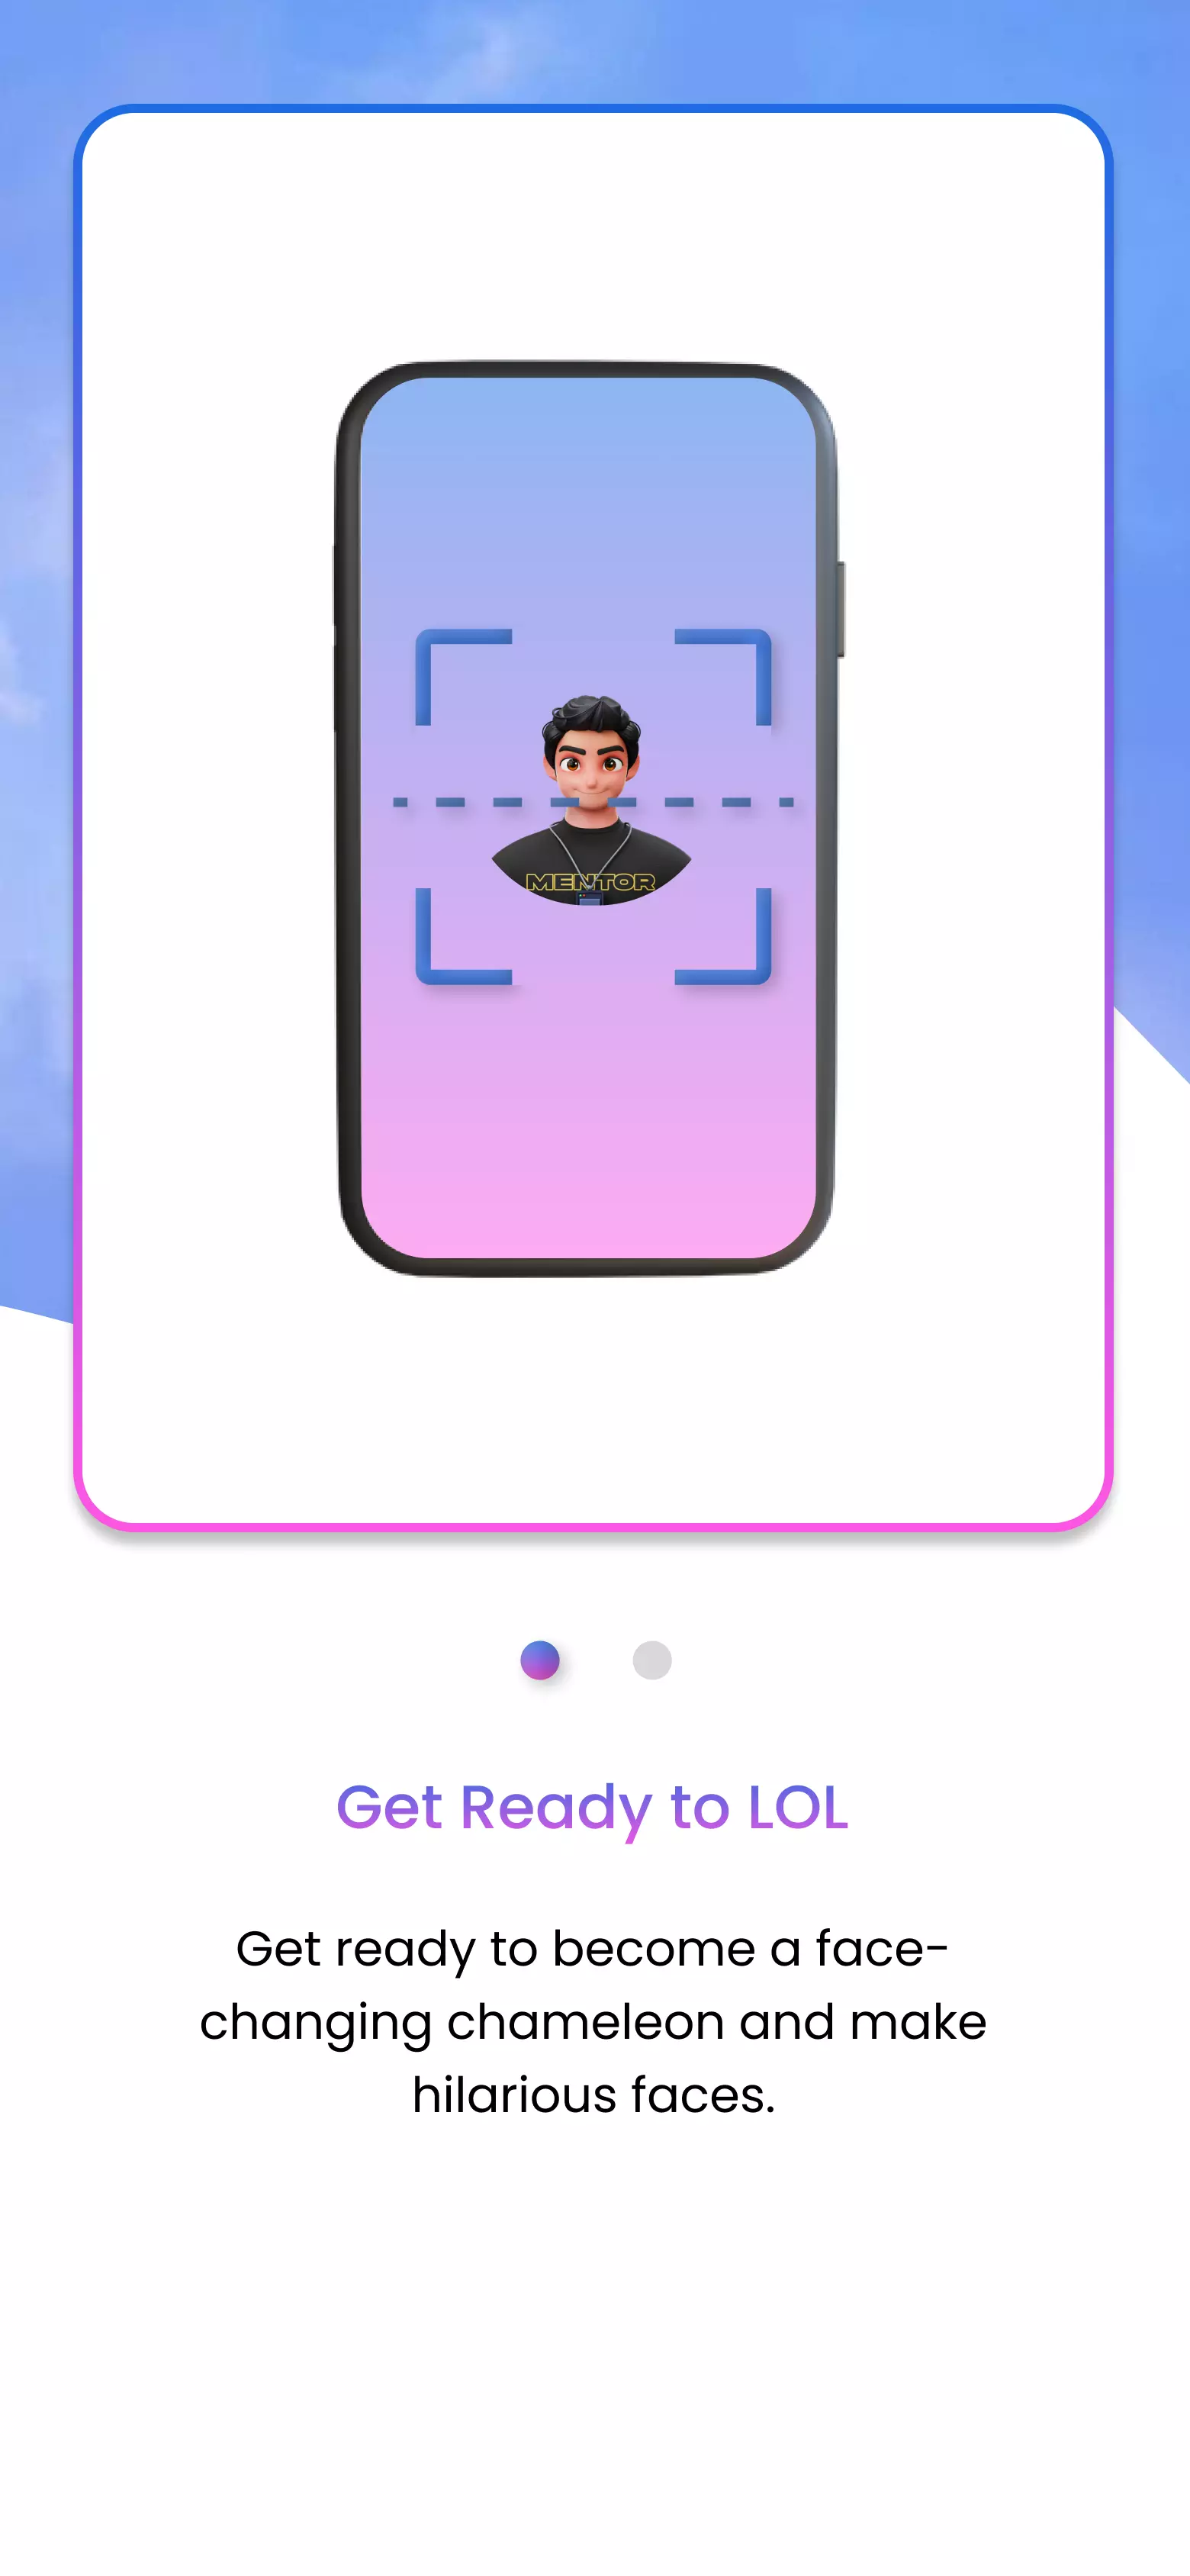 MENTOR
Get Ready to LOL
Get ready to become a face-
changing chameleon and make
hilarious faces.